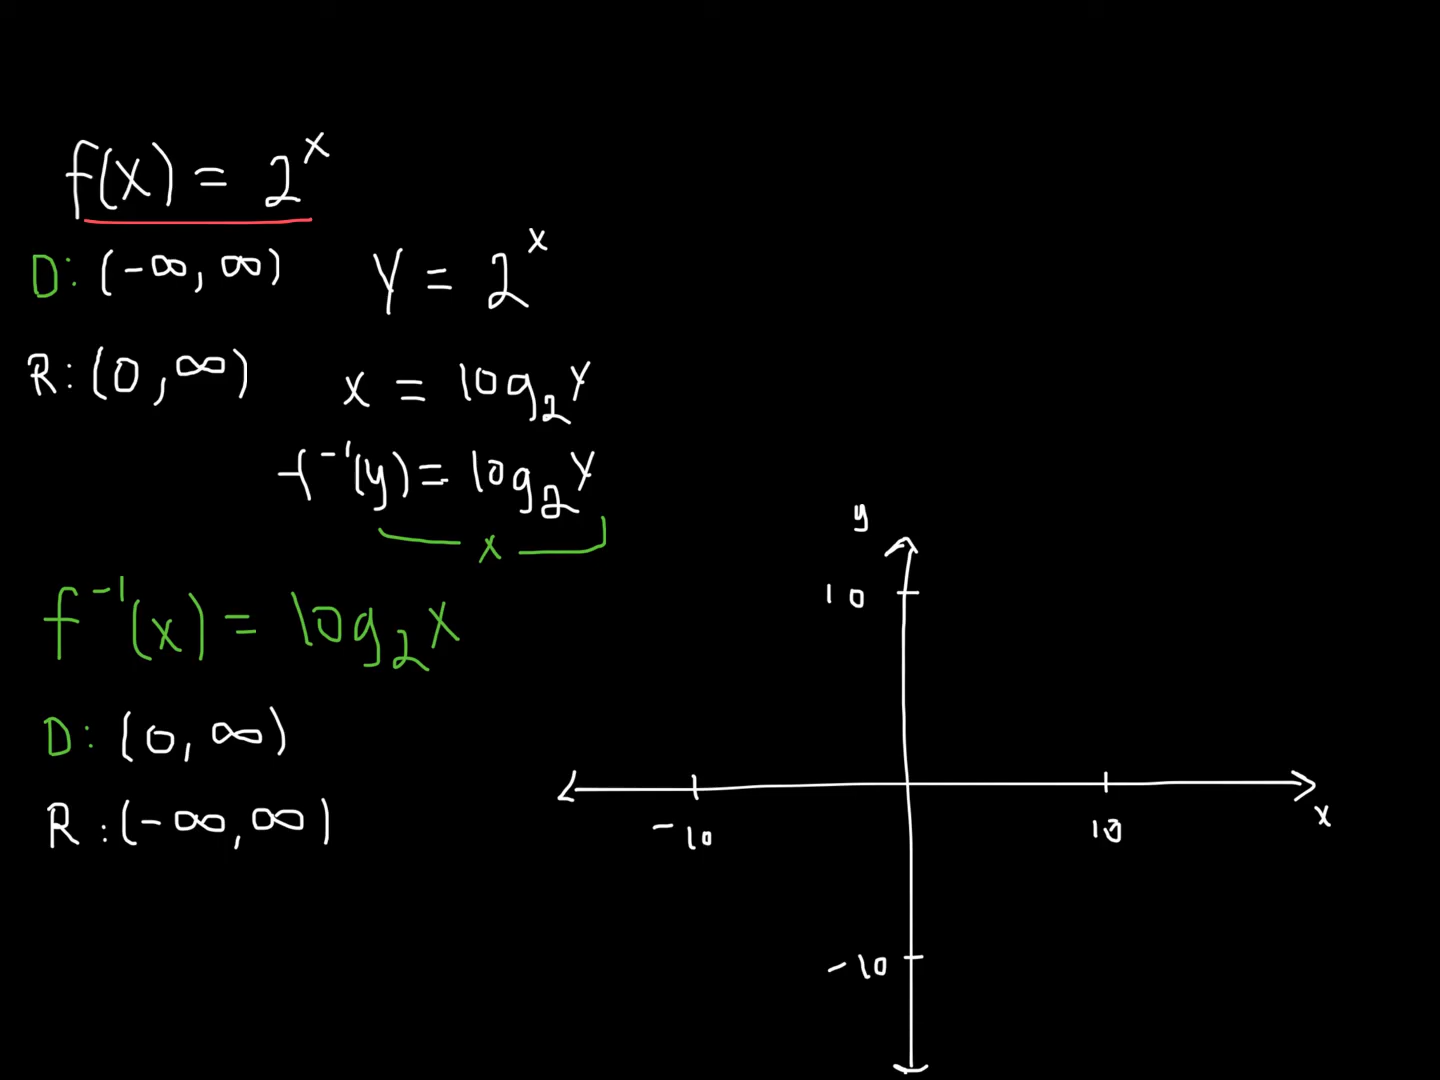 f(x) = 2^x
D: (-∞, ∞)
y = 2^x
R: (0, ∞)
x = log₂y
f⁻¹(y) = log₂y
x
f⁻¹(x) = log₂x
D: (0, ∞)
R: (-∞, ∞)
y
10
-10
10
x
-10